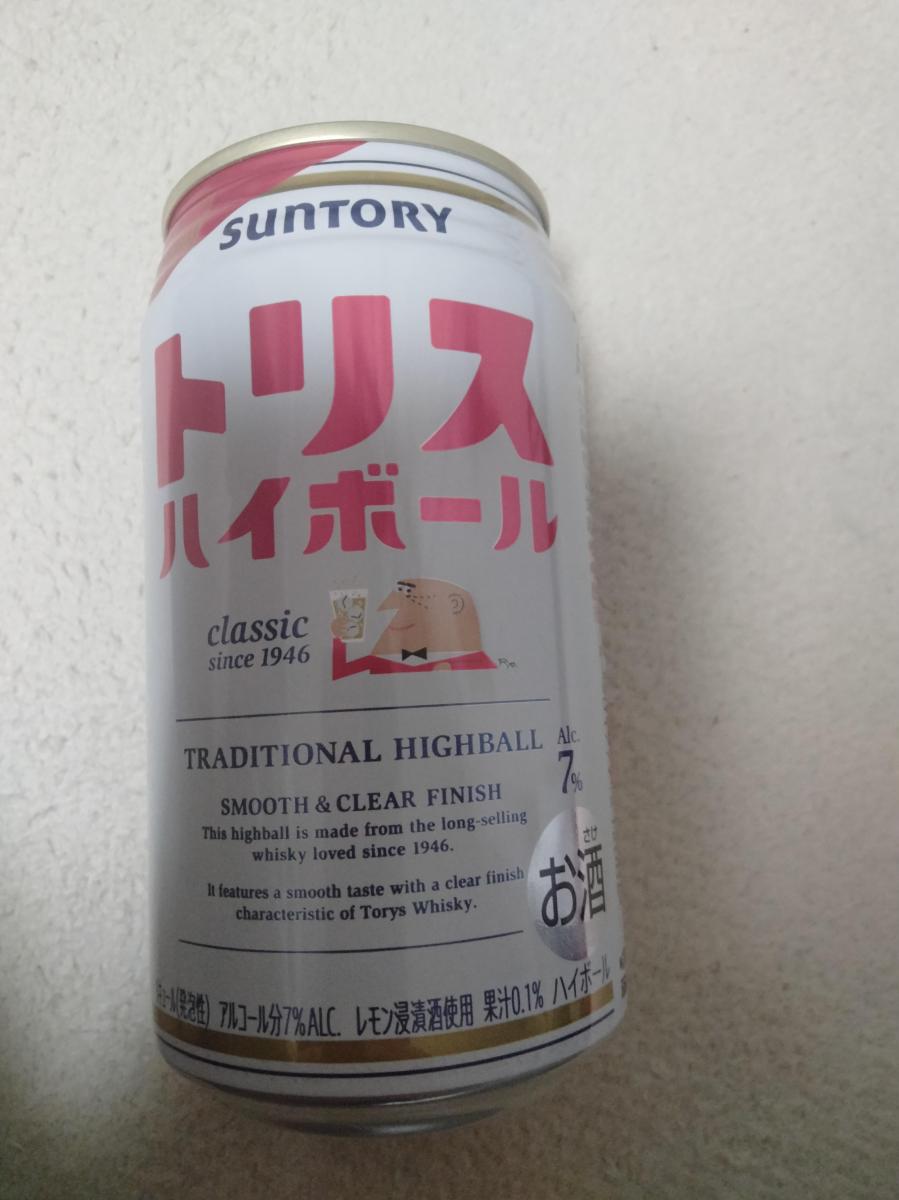 SUNTORY
トリス
ハイボール
classic
since 1946
TRADITIONAL HIGHBALL
Alc.
7%
SMOOTH & CLEAR FINISH
This highball is made from the long-selling
whisky loved since 1946.
It features a smooth taste with a clear finish
characteristic of Torys Whisky.
さけ
お酒
(発泡性) アルコール分7%ALC. レモン浸漬酒使用 果汁0.1% ハイボール